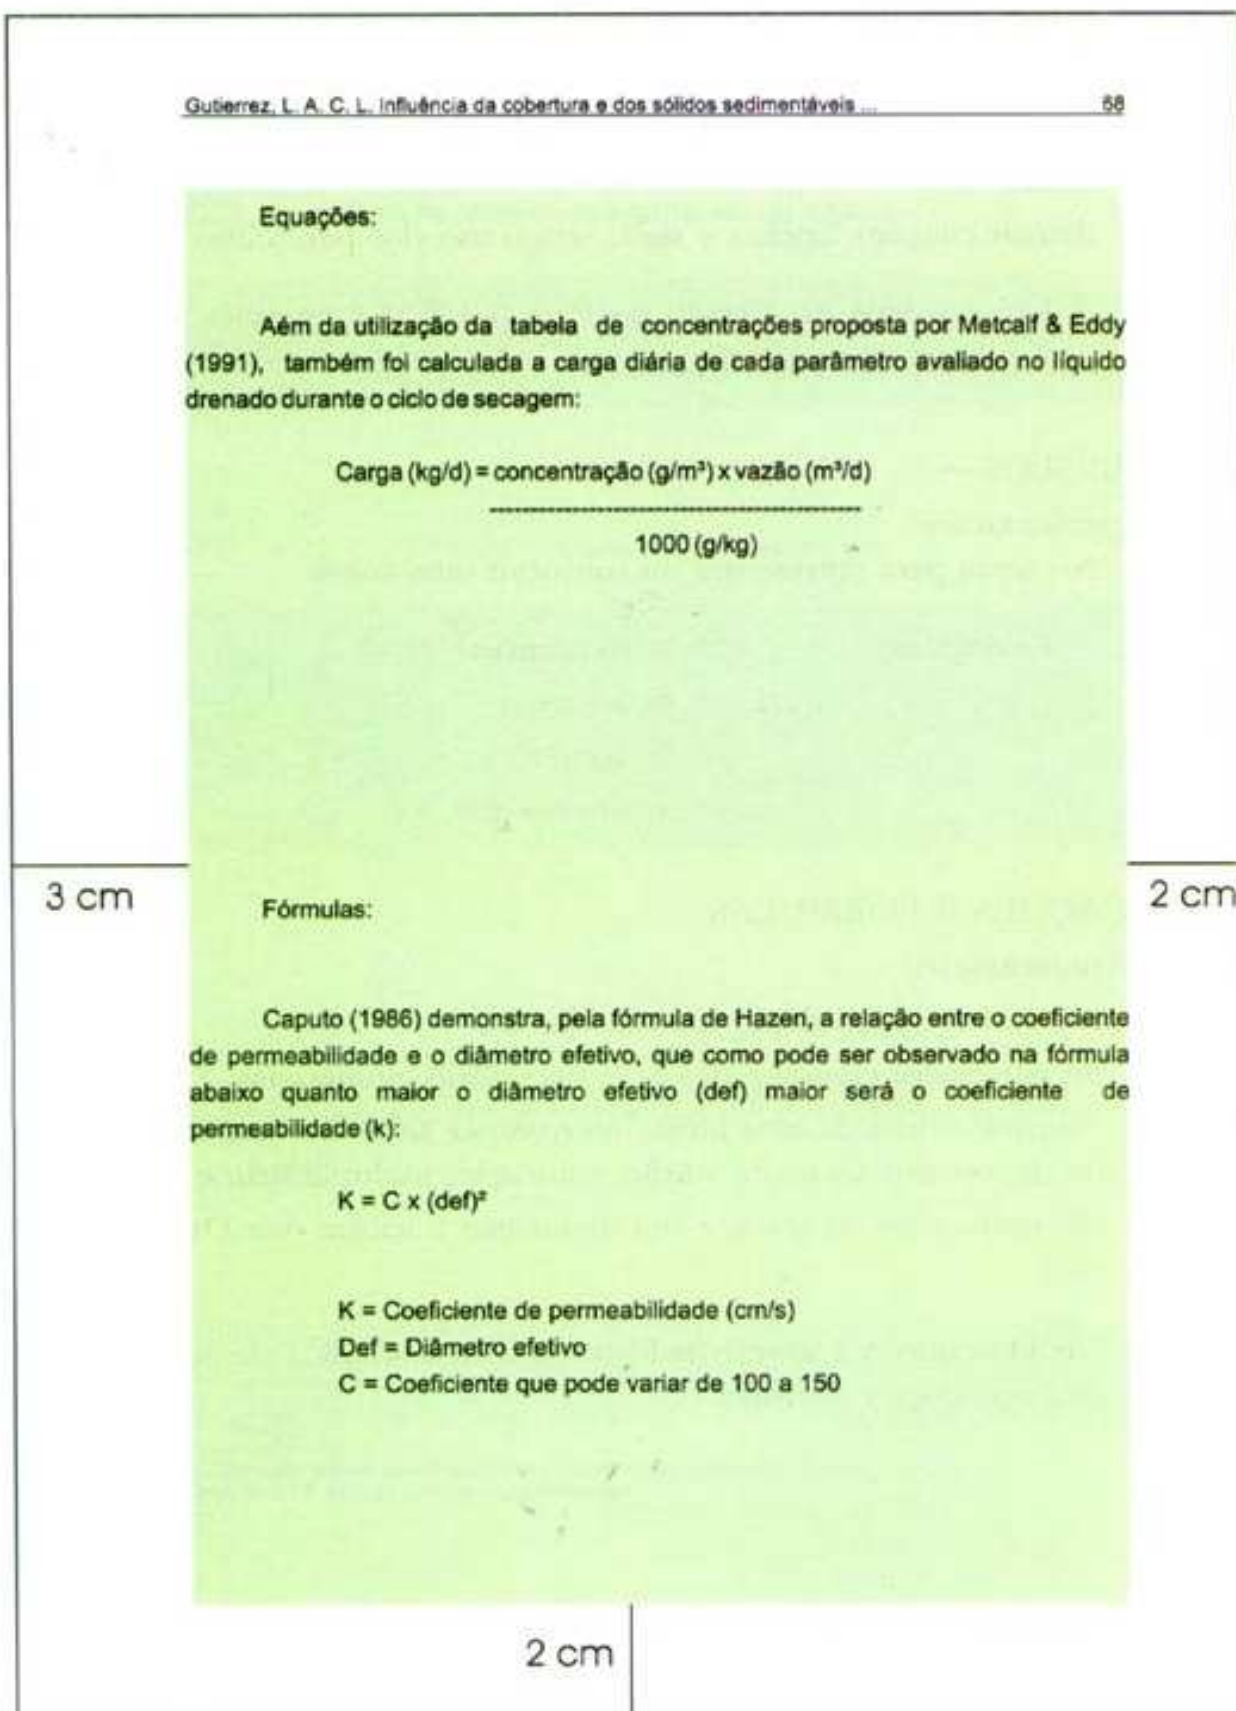 Gutierrez, L. A. C. L. Influência da cobertura e dos sólidos sedimentáveis ... 68
Equações:
Aém da utilização da tabela de concentrações proposta por Metcalf & Eddy
(1991), também foi calculada a carga diária de cada parâmetro avaliado no líquido
drenado durante o ciclo de secagem:
Carga (kg/d) = concentração (g/m³) x vazão (m³/d)
---------------------------------------------
1000 (g/kg)
3 cm
2 cm
Fórmulas:
Caputo (1986) demonstra, pela fórmula de Hazen, a relação entre o coeficiente
de permeabilidade e o diâmetro efetivo, que como pode ser observado na fórmula
abaixo quanto maior o diâmetro efetivo (def) maior será o coeficiente de
permeabilidade (k):
K = C x (def)²
K = Coeficiente de permeabilidade (cm/s)
Def = Diâmetro efetivo
C = Coeficiente que pode variar de 100 a 150
2 cm